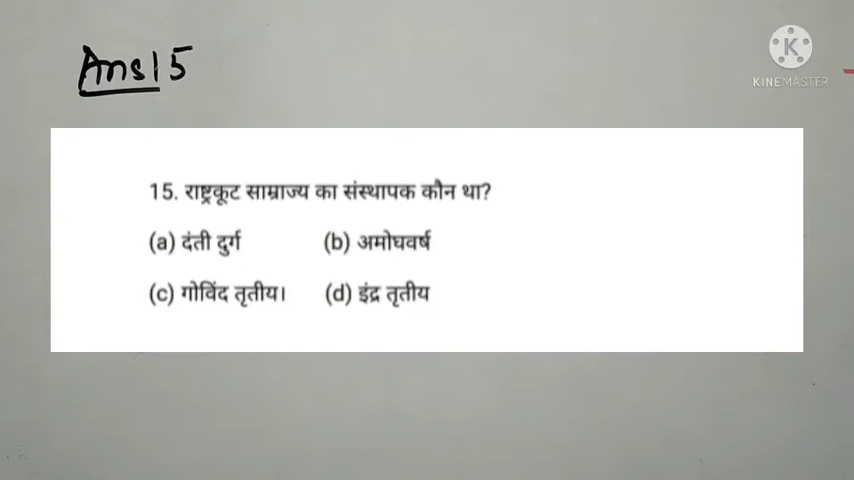 Ans 15
KINEMASTER
15. राष्ट्रकूट साम्राज्य का संस्थापक कौन था?
(a) दंती दुर्ग (b) अमोघवर्ष
(c) गोविंद तृतीय। (d) इंद्र तृतीय